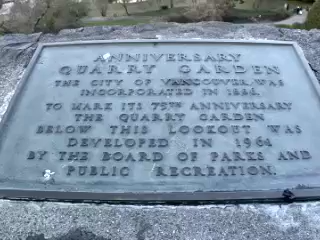 ANNIVERSARY
QUARRY GARDEN
THE CITY OF VANCOUVER, WAS
INCORPORATED IN 1886.
TO MARK ITS 75TH ANNIVERSARY
THE QUARRY GARDEN
BELOW THIS LOOKOUT WAS
DEVELOPED IN 1961
BY THE BOARD OF PARKS AND
PUBLIC RECREATION.